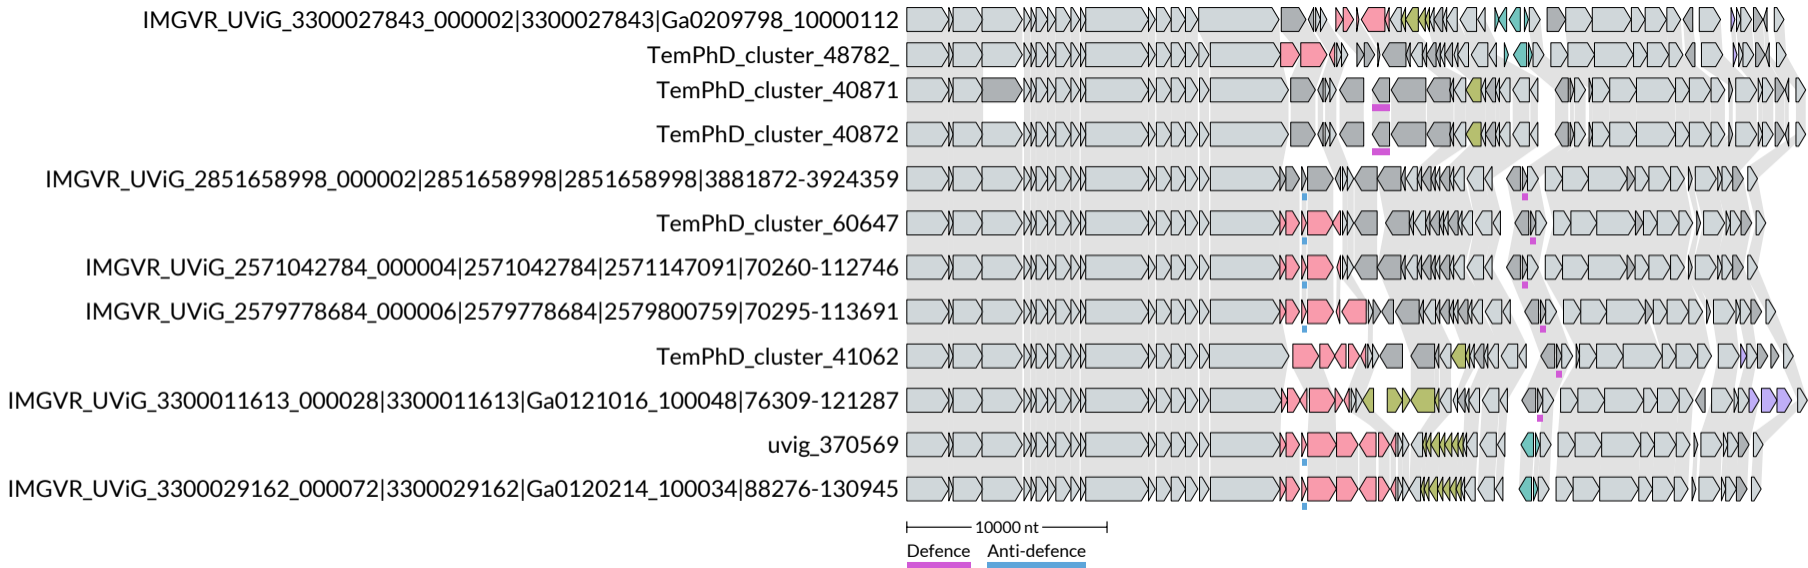 IMGVR_UViG_3300027843_000002|3300027843|Ga0209798_10000112
TemPhD_cluster_48782_
TemPhD_cluster_40871
TemPhD_cluster_40872
IMGVR_UViG_2851658998_000002|2851658998|2851658998|3881872-3924359
TemPhD_cluster_60647
IMGVR_UViG_2571042784_000004|2571042784|2571147091|70260-112746
IMGVR_UViG_2579778684_000006|2579778684|2579800759|70295-113691
TemPhD_cluster_41062
IMGVR_UViG_3300011613_000028|3300011613|Ga0121016_100048|76309-121287
uvig_370569
IMGVR_UViG_3300029162_000072|3300029162|Ga0120214_100034|88276-130945
10000 nt
Defence Anti-defence